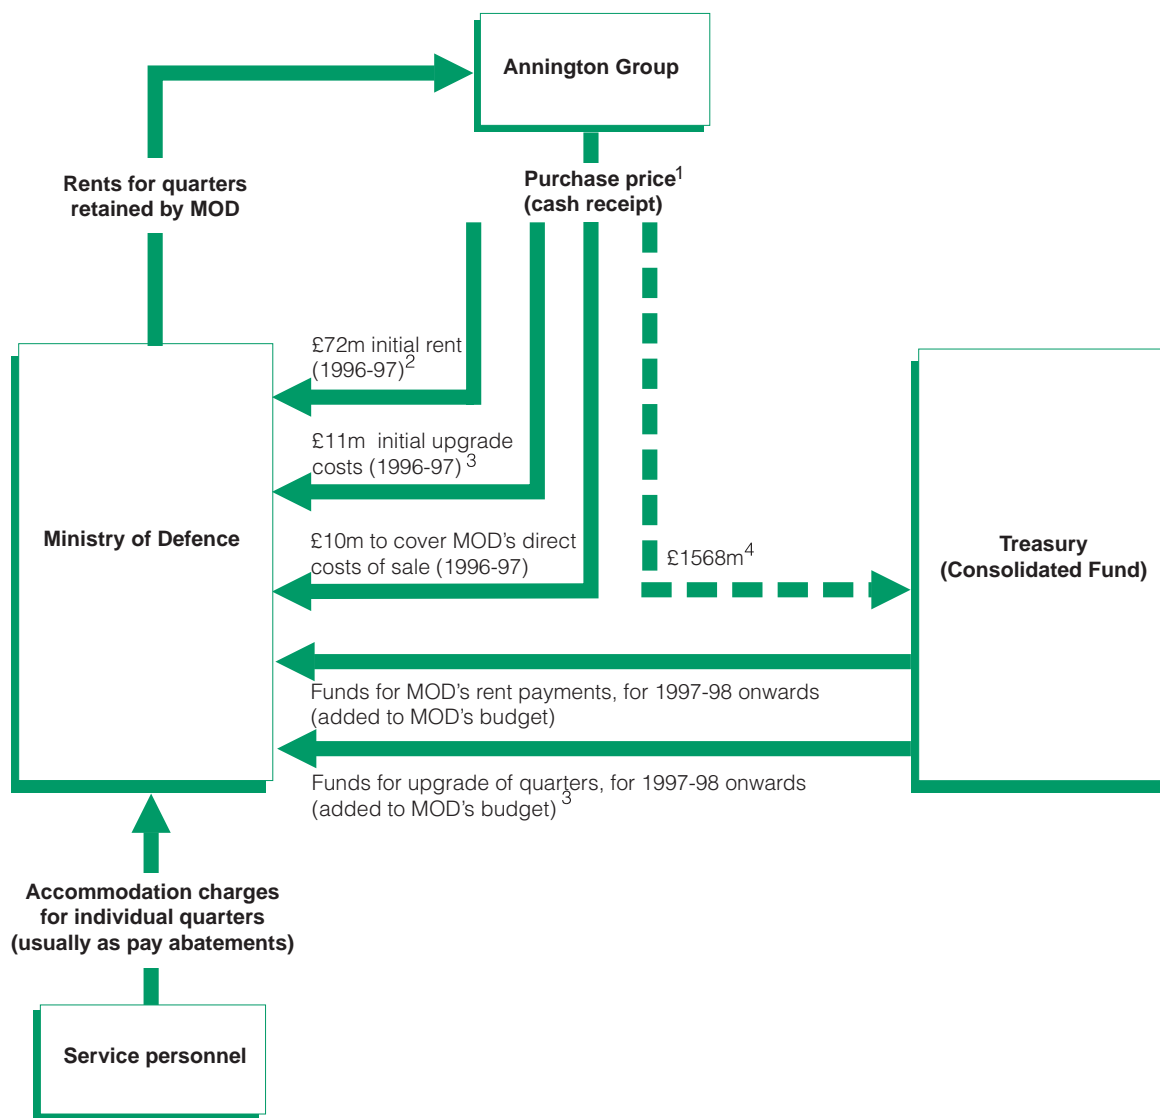 Annington Group
Rents for quarters
retained by MOD
Purchase price1
(cash receipt)
£72m initial rent
(1996-97)2
£11m  initial upgrade
costs (1996-97) 3
£10m to cover MOD’s direct
costs of sale (1996-97)
Ministry of Defence
£1568m4
Treasury
(Consolidated Fund)
Funds for MOD’s rent payments, for 1997-98 onwards
(added to MOD’s budget)
Funds for upgrade of quarters, for 1997-98 onwards
(added to MOD’s budget) 3
Accommodation charges
for individual quarters
(usually as pay abatements)
Service personnel